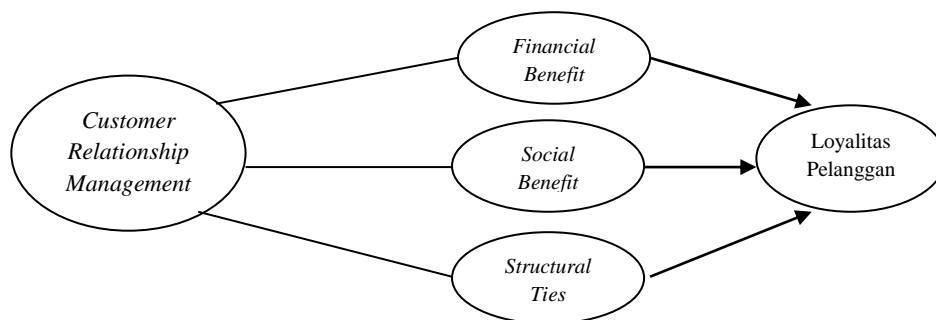 Customer
Relationship
Management
Financial
Benefit
Social
Benefit
Structural
Ties
Loyalitas
Pelanggan